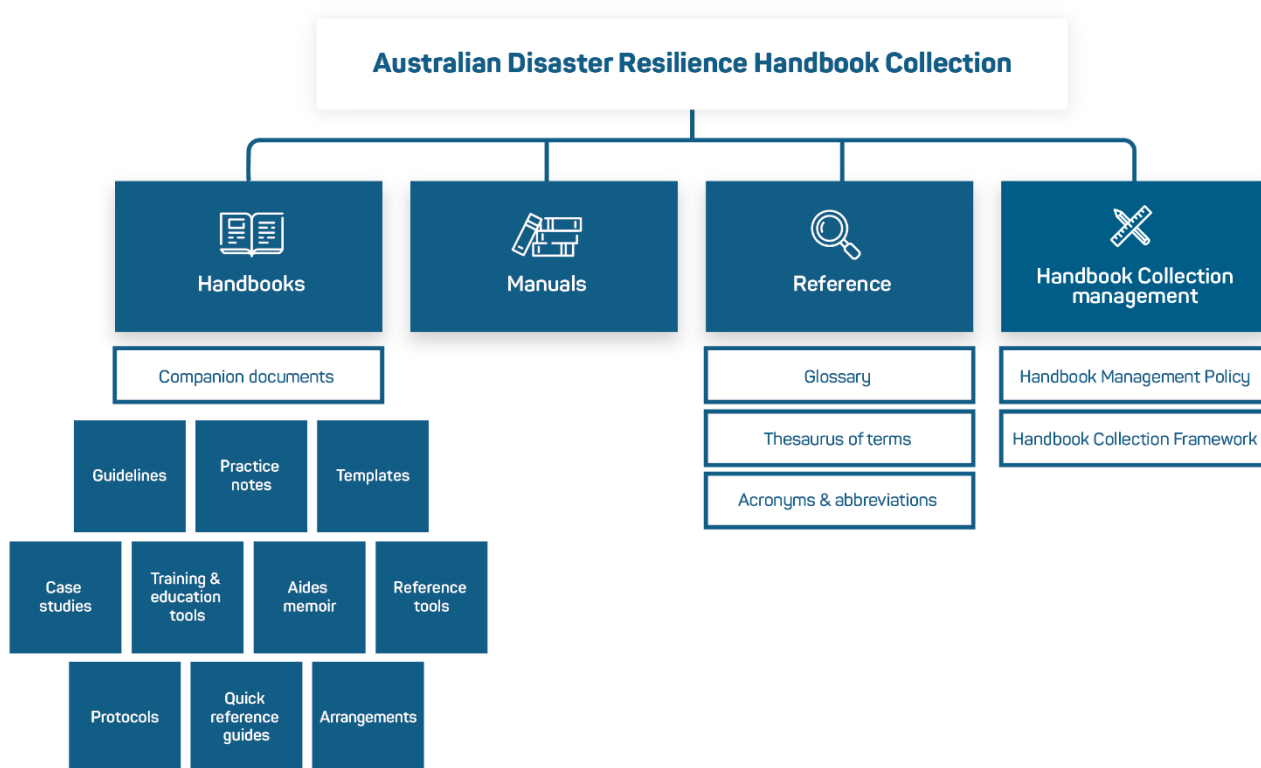 Australian Disaster Resilience Handbook Collection
Handbooks
Manuals
Reference
Handbook Collection
management
Companion documents
Glossary
Thesaurus of terms
Acronyms & abbreviations
Handbook Management Policy
Handbook Collection Framework
Guidelines
Practice
notes
Templates
Case
studies
Training &
education
tools
Aides
memoir
Reference
tools
Protocols
Quick
reference
guides
Arrangements